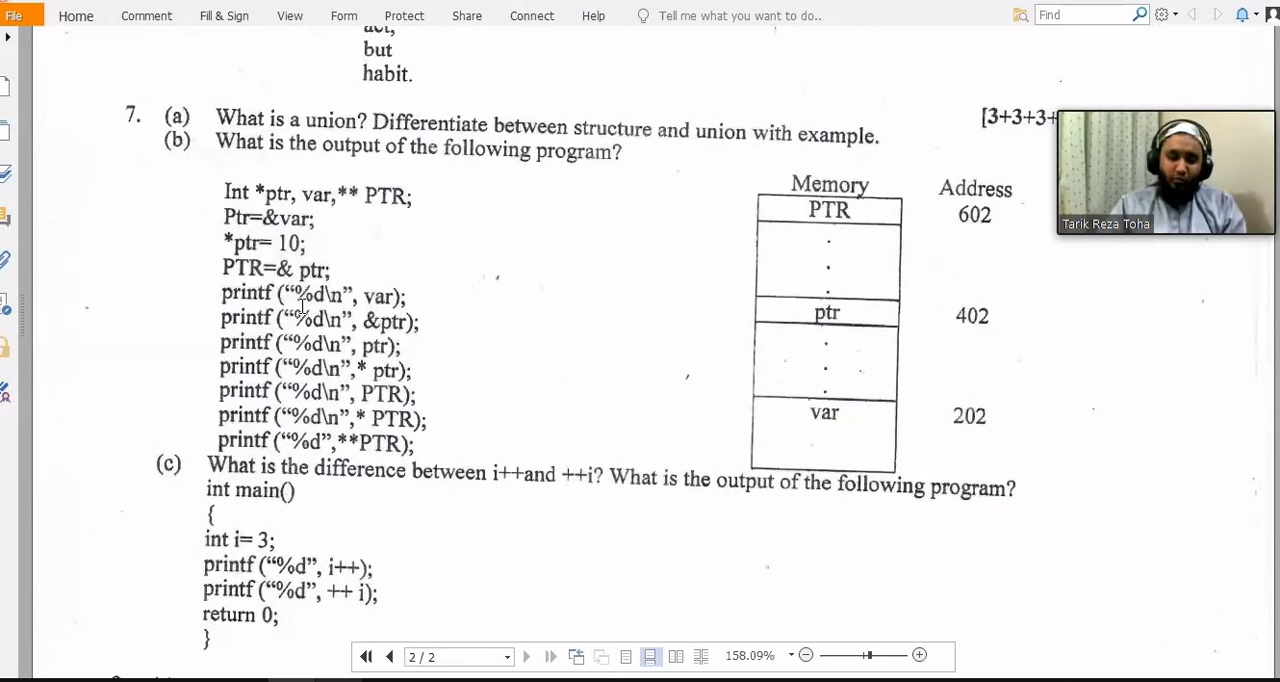 File Home Comment Fill & Sign View Form Protect Share Connect Help Tell me what you want to do.. Find
but
habit.
7. (a) What is a union? Differentiate between structure and union with example. [3+3+3+
(b) What is the output of the following program?
Int *ptr, var,** PTR;
Ptr=&var;
*ptr= 10;
PTR=& ptr;
printf (“%d\n”, var);
printf (“%d\n”, &ptr);
printf (“%d\n”, ptr);
printf (“%d\n”,* ptr);
printf (“%d\n”, PTR);
printf (“%d\n”,* PTR);
printf (“%d”,**PTR);
Memory Address
PTR 602
ptr 402
var 202
Tarik Reza Toha
(c) What is the difference between i++and ++i? What is the output of the following program?
int main()
{
int i= 3;
printf (“%d”, i++);
printf (“%d”, ++ i);
return 0;
}
2 / 2 158.09%